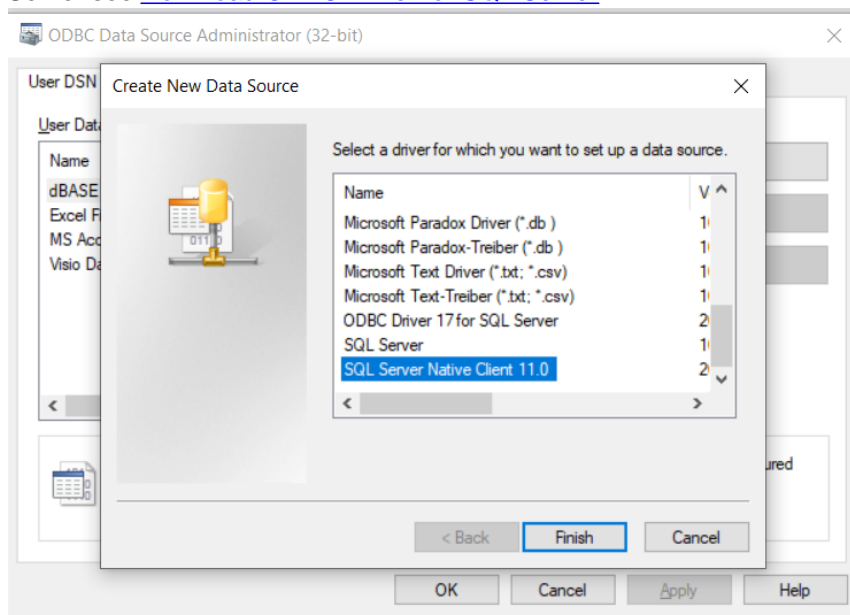 ODBC Data Source Administrator (32-bit)
User DSN
Create New Data Source
User Data
Name
dBASE
Excel F
MS Acc
Visio Da
Select a driver for which you want to set up a data source.
Name V
Microsoft Paradox Driver (*.db )
Microsoft Paradox-Treiber (*.db )
Microsoft Text Driver (*.txt; *.csv)
Microsoft Text-Treiber (*.txt; *.csv)
ODBC Driver 17 for SQL Server
SQL Server
SQL Server Native Client 11.0
ured
< Back Finish Cancel
OK Cancel Apply Help